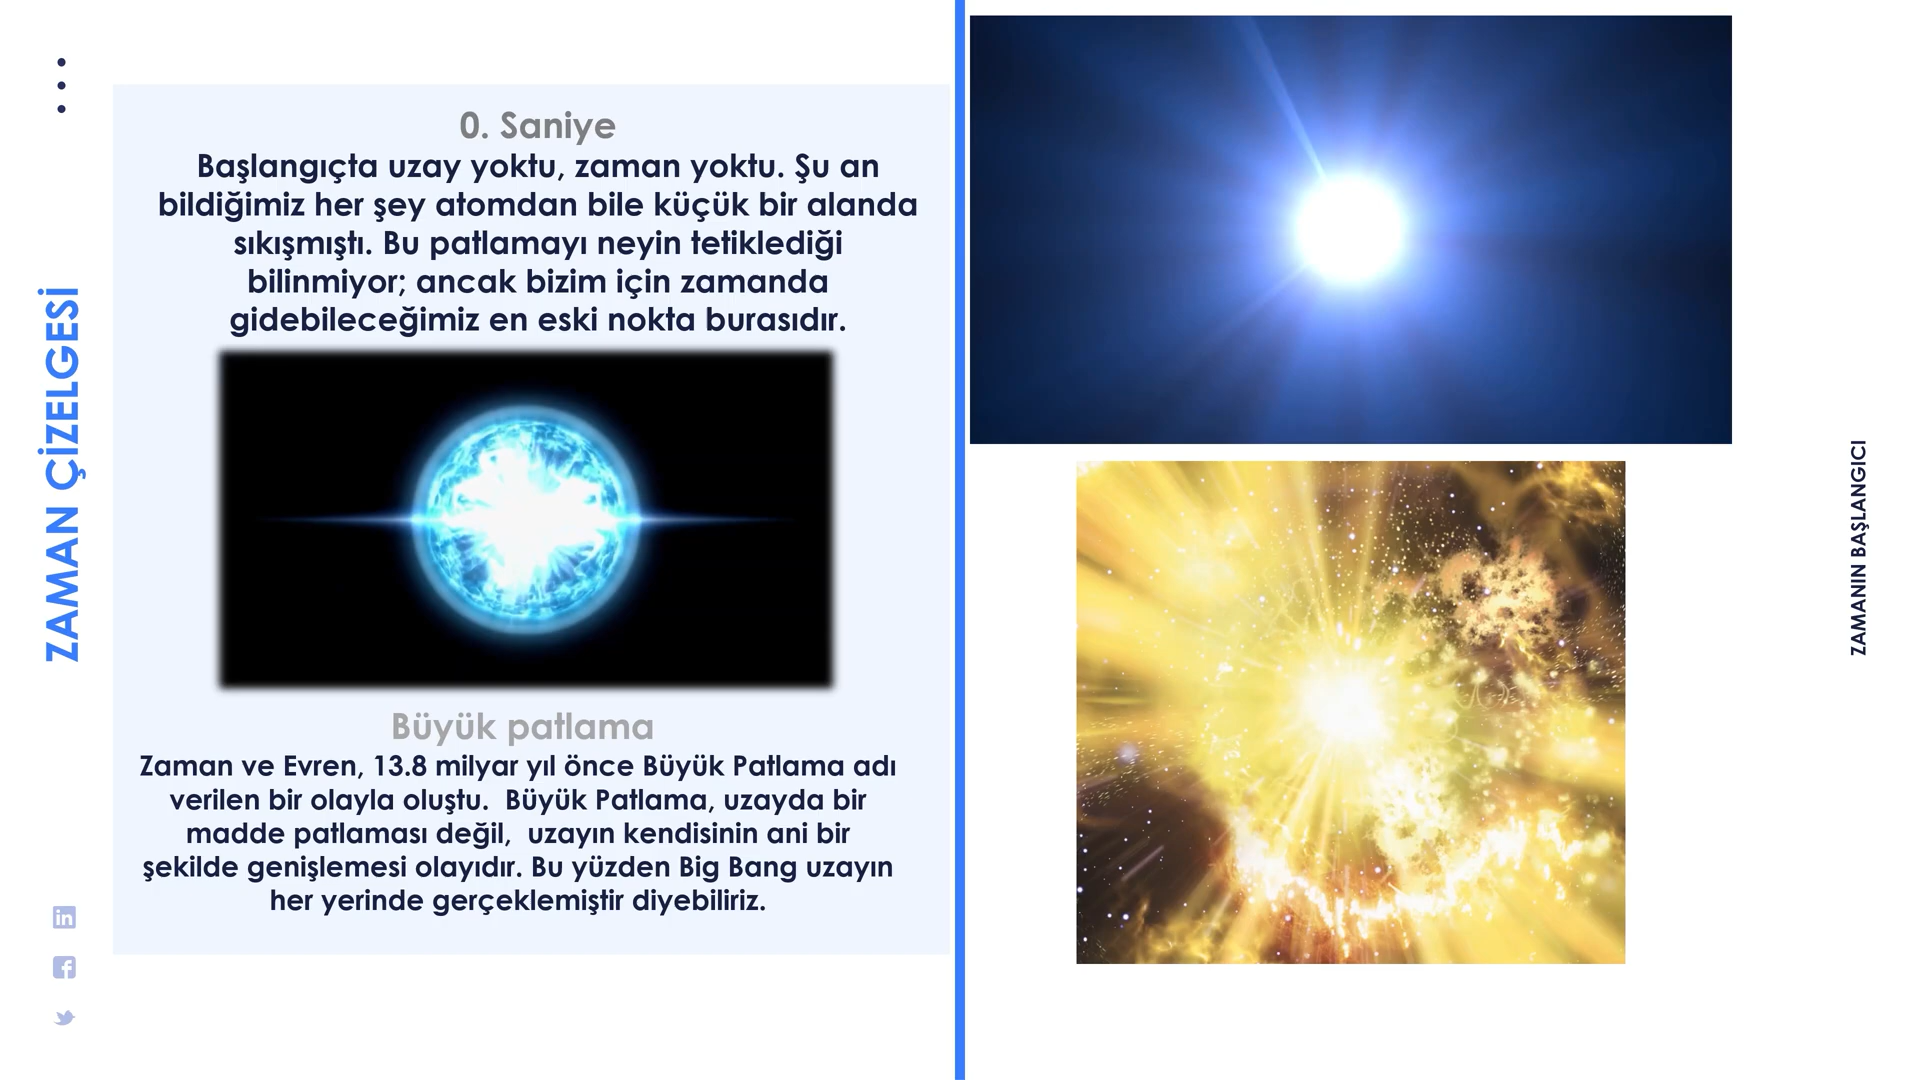 ZAMAN ÇİZELGESİ
0. Saniye
Başlangıçta uzay yoktu, zaman yoktu. Şu an
bildiğimiz her şey atomdan bile küçük bir alanda
sıkışmıştı. Bu patlamayı neyin tetiklediği
bilinmiyor; ancak bizim için zamanda
gidebileceğimiz en eski nokta burasıdır.
Büyük patlama
Zaman ve Evren, 13.8 milyar yıl önce Büyük Patlama adı
verilen bir olayla oluştu.  Büyük Patlama, uzayda bir
madde patlaması değil,  uzayın kendisinin ani bir
şekilde genişlemesi olayıdır. Bu yüzden Big Bang uzayın
her yerinde gerçeklemiştir diyebiliriz.
ZAMANIN BAŞLANGICI